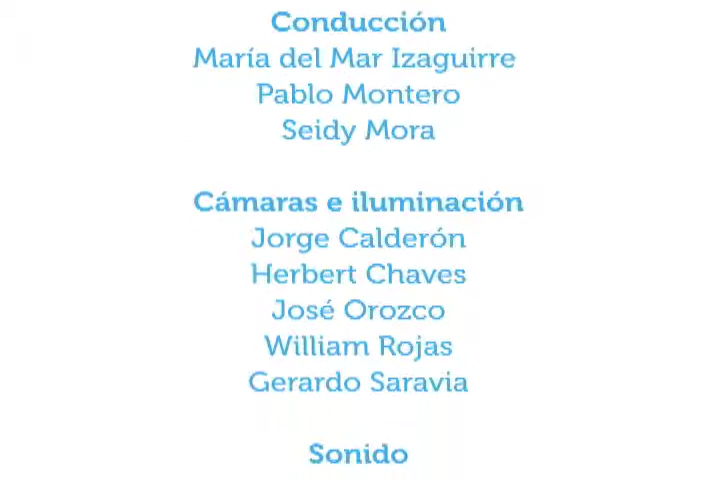 Conducción
María del Mar Izaguirre
Pablo Montero
Seidy Mora
Cámaras e iluminación
Jorge Calderón
Herbert Chaves
José Orozco
William Rojas
Gerardo Saravia
Sonido